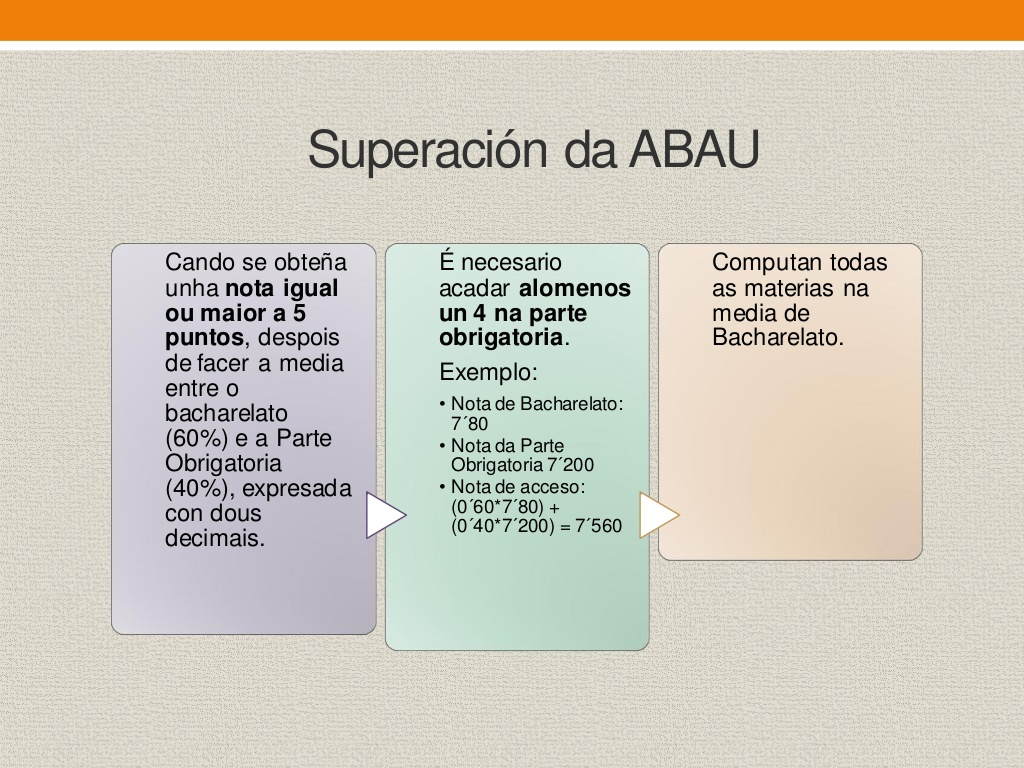 Superación da ABAU
Cando se obteña
unha nota igual
ou maior a 5
puntos, despois
de facer a media
entre o
bacharelato
(60%) e a Parte
Obrigatoria
(40%), expresada
con dous
decimais.
É necesario
acadar alomenos
un 4 na parte
obrigatoria.
Exemplo:
• Nota de Bacharelato:
7´80
• Nota da Parte
Obrigatoria 7´200
• Nota de acceso:
(0´60*7´80) +
(0´40*7´200) = 7´560
Computan todas
as materias na
media de
Bacharelato.